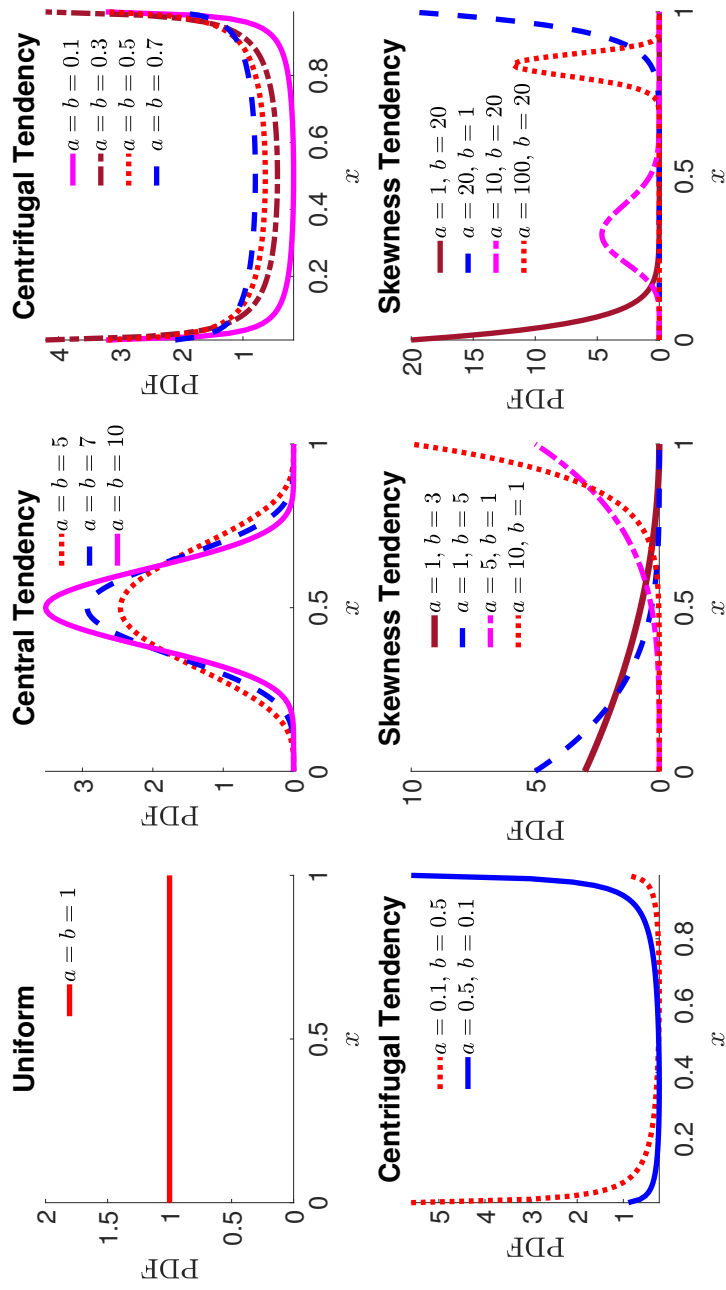 Uniform
a = b = 1
2
1.5
1
0.5
0
PDF
0
0.5
1
x
Central Tendency
a = b = 5
a = b = 7
a = b = 10
3
2
1
0
PDF
0
0.5
1
x
Centrifugal Tendency
a = b = 0.1
a = b = 0.3
a = b = 0.5
a = b = 0.7
4
3
2
1
PDF
0.2
0.4
0.6
0.8
x
Centrifugal Tendency
a = 0.1, b = 0.5
a = 0.5, b = 0.1
5
4
3
2
1
PDF
0.2
0.4
0.6
0.8
x
Skewness Tendency
a = 1, b = 3
a = 1, b = 5
a = 5, b = 1
a = 10, b = 1
10
5
0
PDF
0
0.5
1
x
Skewness Tendency
a = 1, b = 20
a = 20, b = 1
a = 10, b = 20
a = 100, b = 20
20
15
10
5
0
PDF
0
0.5
1
x